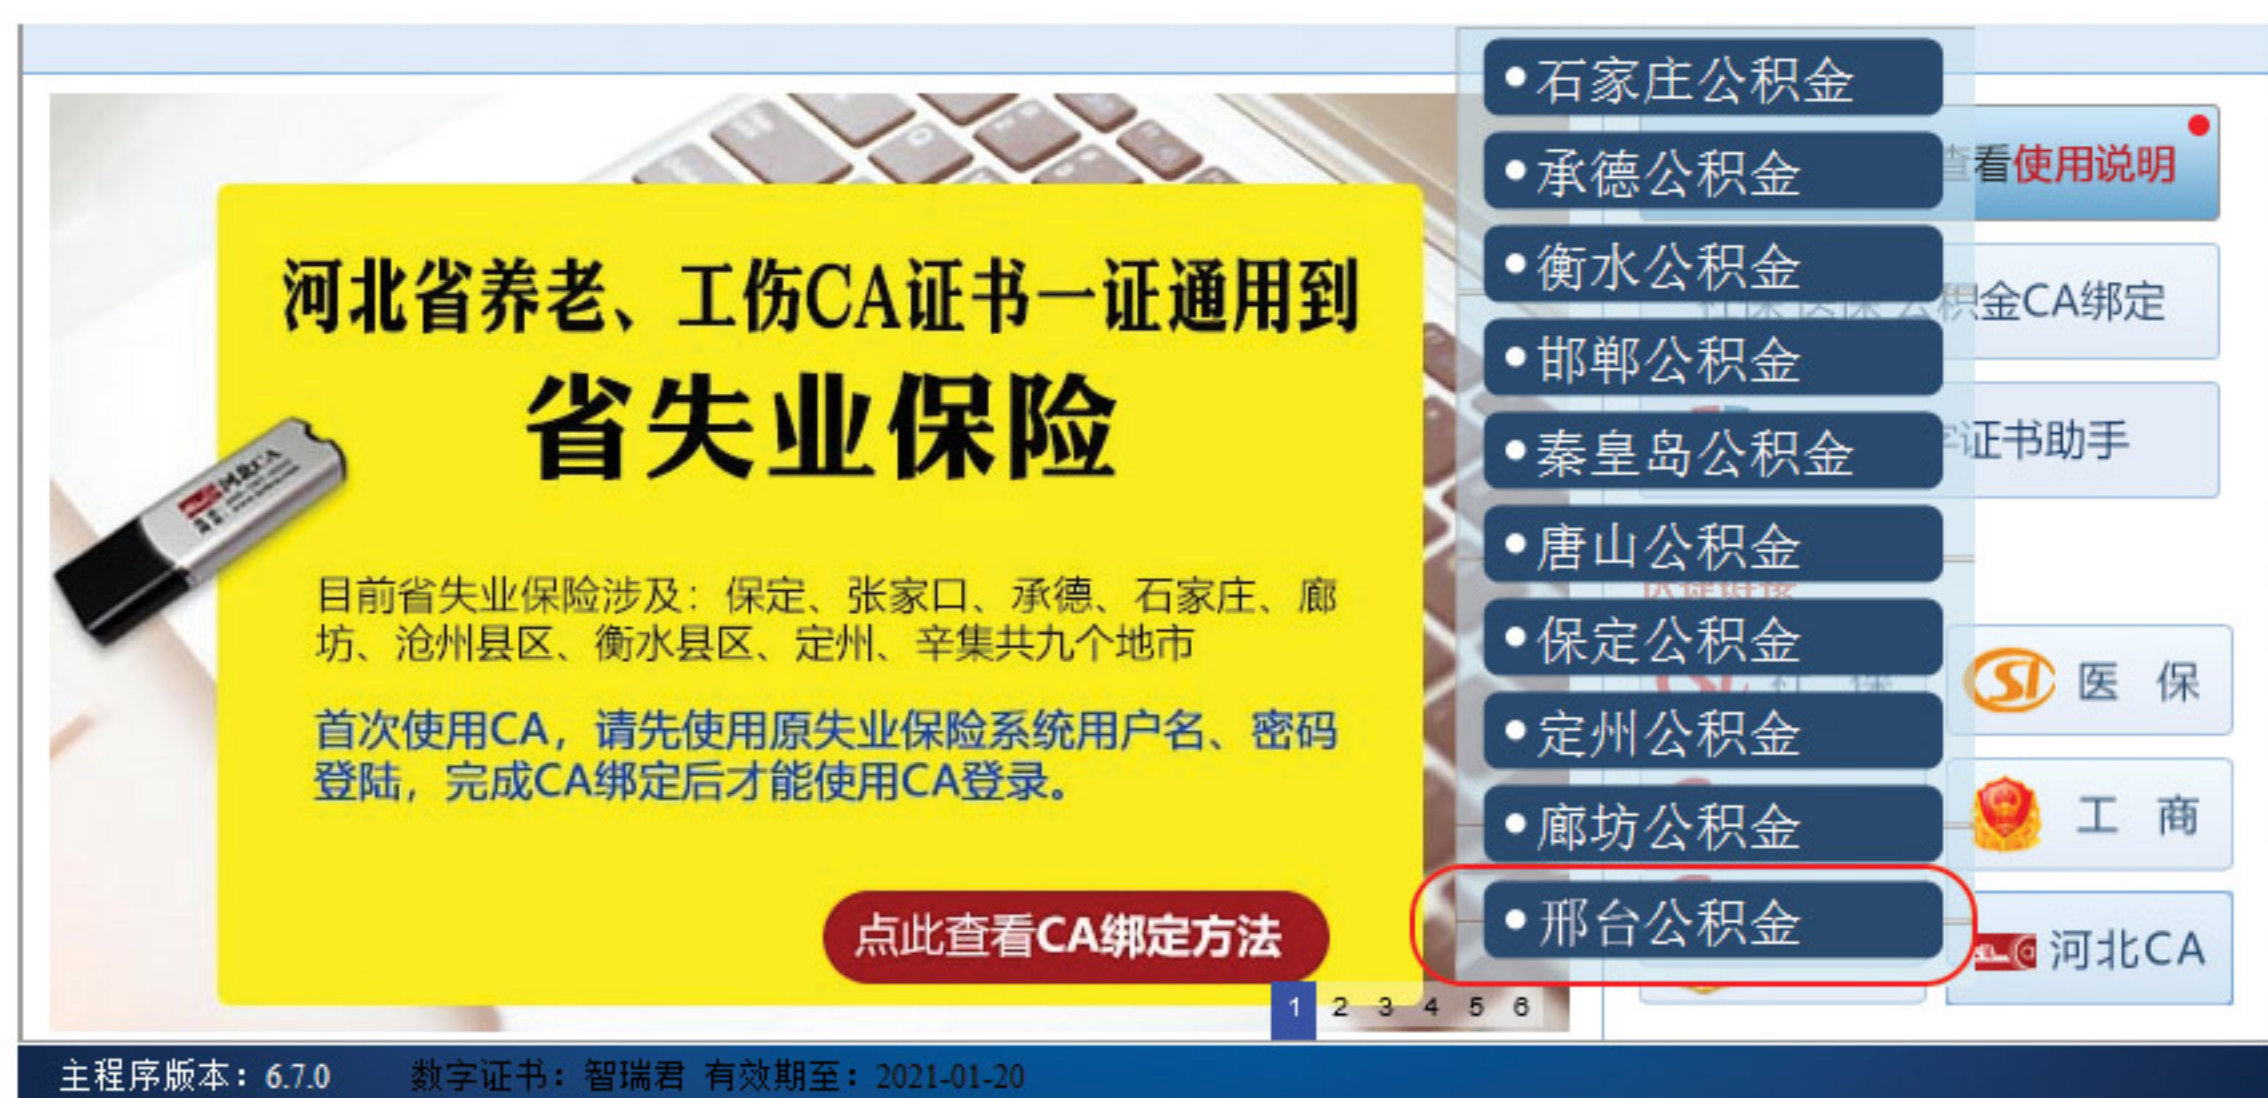 河北省养老、工伤CA证书一证通用到
省失业保险
目前省失业保险涉及：保定、张家口、承德、石家庄、廊
坊、沧州县区、衡水县区、定州、辛集共九个地市
首次使用CA，请先使用原失业保险系统用户名、密码
登陆，完成CA绑定后才能使用CA登录。
点此查看CA绑定方法
1 2 3 4 5 6
•石家庄公积金
•承德公积金
•衡水公积金
•邯郸公积金
•秦皇岛公积金
•唐山公积金
•保定公积金
•定州公积金
•廊坊公积金
•邢台公积金
查看使用说明
积金CA绑定
证书助手
社 保
医 保
工 商
河北CA
主程序版本：6.7.0 数字证书：智瑞君 有效期至：2021-01-20